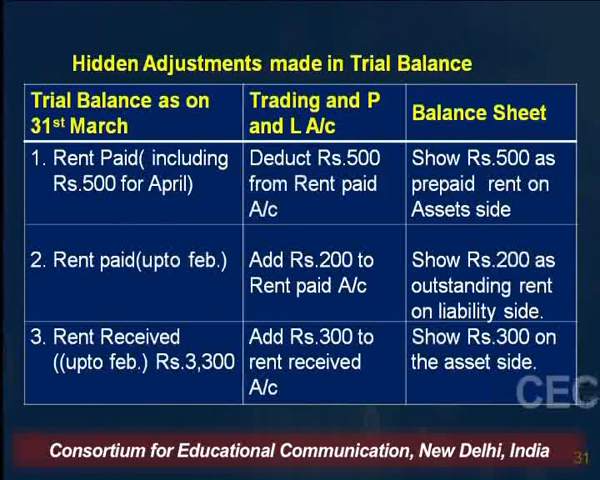 Hidden Adjustments made in Trial Balance
Trial Balance as on
31st March
Trading and P
and L A/c
Balance Sheet
1. Rent Paid( including
Rs.500 for April)
Deduct Rs.500
from Rent paid
A/c
Show Rs.500 as
prepaid rent on
Assets side
2. Rent paid(upto feb.)
Add Rs.200 to
Rent paid A/c
Show Rs.200 as
outstanding rent
on liability side.
3. Rent Received
((upto feb.) Rs.3,300
Add Rs.300 to
rent received
A/c
Show Rs.300 on
the asset side.
CEC
Consortium for Educational Communication, New Delhi, India
31